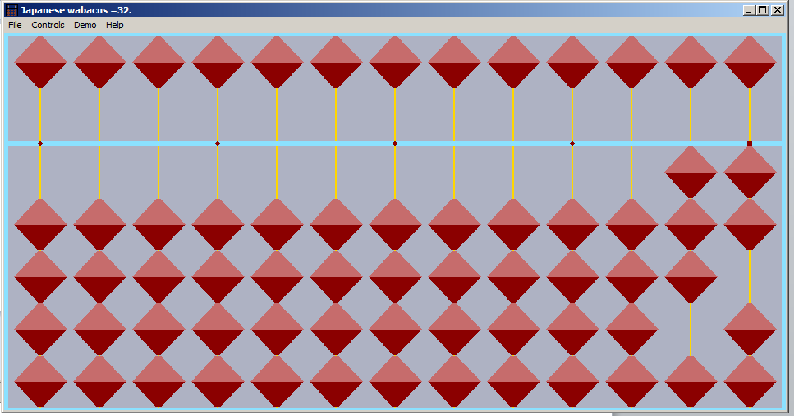 Japanese wabacus =32.
File Controls Demo Help